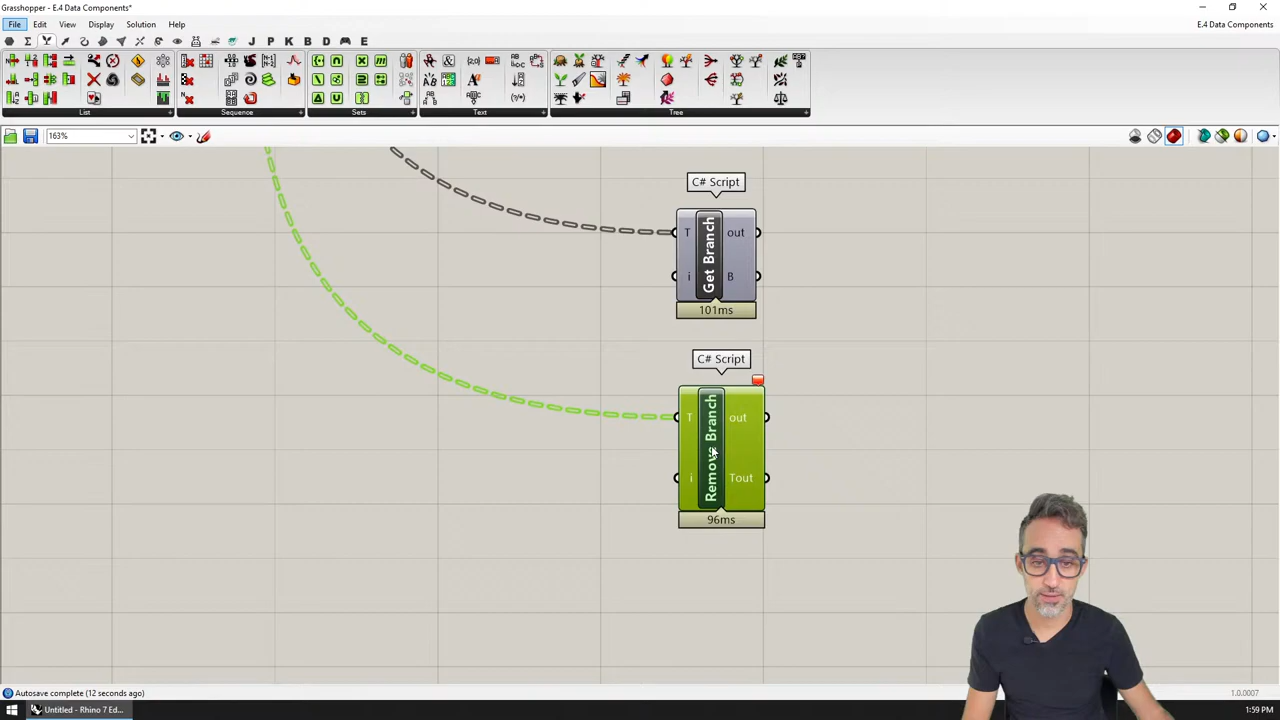 Grasshopper - E.4 Data Components*
File Edit View Display Solution Help
E.4 Data Components*
J P K B D E
List Sequence Sets Text Tree
163%
C# Script
T Get Branch out
i B
101ms
C# Script
T Remove Branch out
i Tout
96ms
Autosave complete (12 seconds ago)
1.0.0007
Untitled - Rhino 7 Ed...
1:59 PM